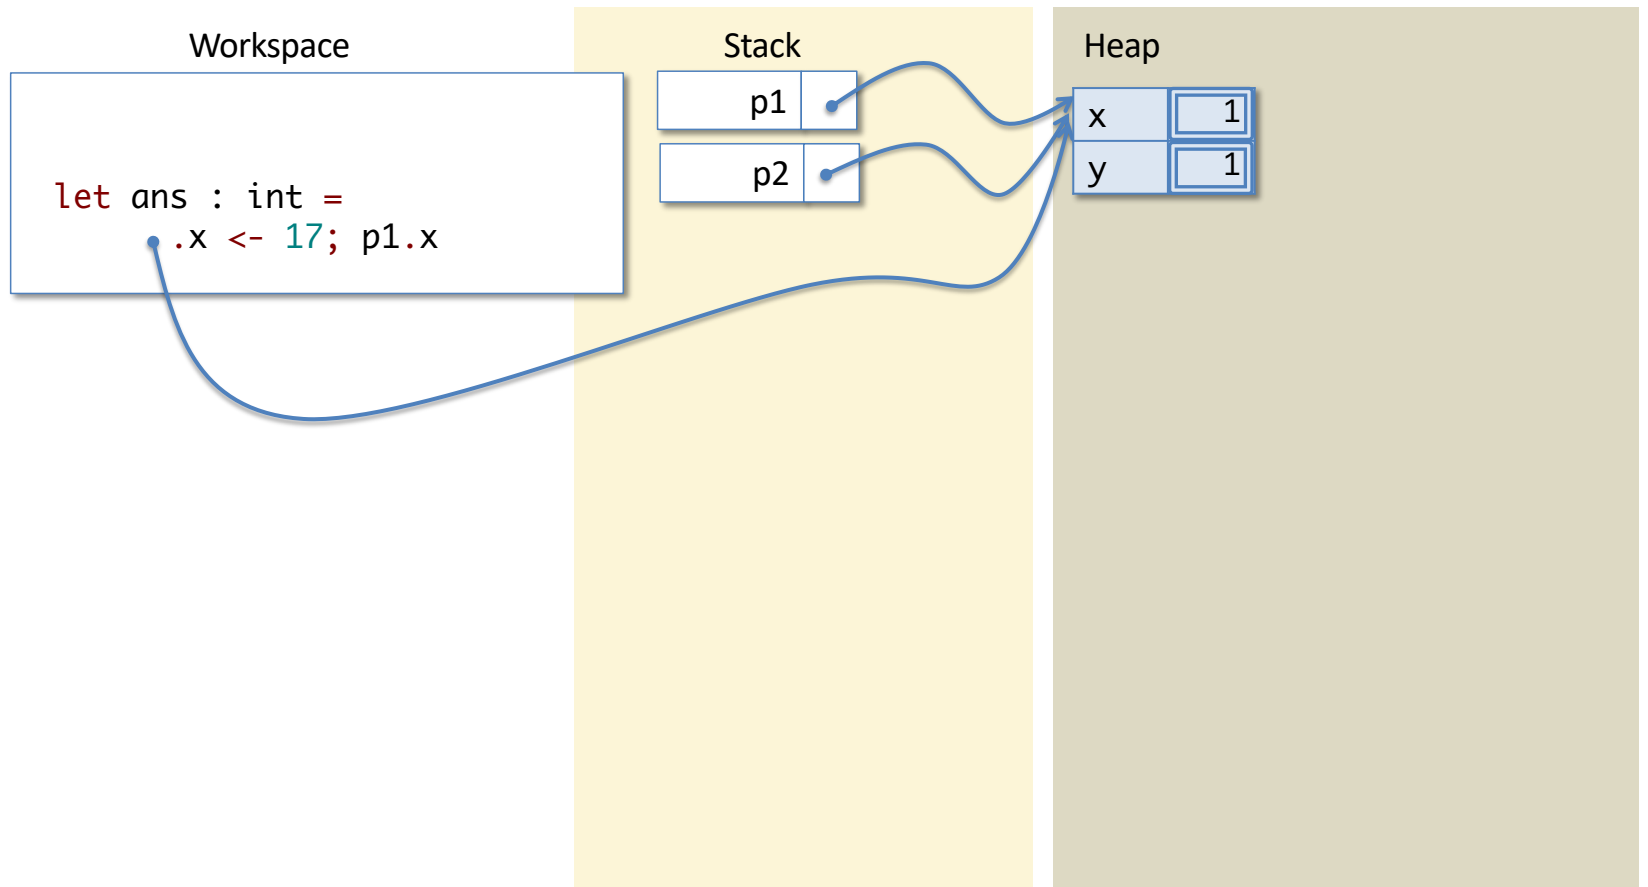 Workspace
let ans : int =
.x <- 17; p1.x
Stack
p1
p2
Heap
x 1
y 1